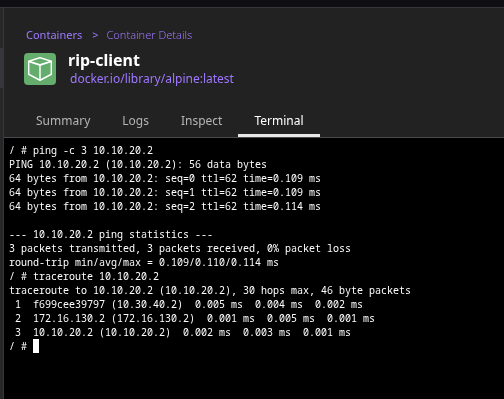 Containers > Container Details
rip-client
docker.io/library/alpine:latest
Summary Logs Inspect Terminal
/ # ping -c 3 10.10.20.2
PING 10.10.20.2 (10.10.20.2): 56 data bytes
64 bytes from 10.10.20.2: seq=0 ttl=62 time=0.109 ms
64 bytes from 10.10.20.2: seq=1 ttl=62 time=0.109 ms
64 bytes from 10.10.20.2: seq=2 ttl=62 time=0.114 ms
--- 10.10.20.2 ping statistics ---
3 packets transmitted, 3 packets received, 0% packet loss
round-trip min/avg/max = 0.109/0.110/0.114 ms
/ # traceroute 10.10.20.2
traceroute to 10.10.20.2 (10.10.20.2), 30 hops max, 46 byte packets
1 f699cee39797 (10.30.40.2) 0.005 ms 0.004 ms 0.002 ms
2 172.16.130.2 (172.16.130.2) 0.001 ms 0.005 ms 0.001 ms
3 10.10.20.2 (10.10.20.2) 0.002 ms 0.003 ms 0.001 ms
/ #